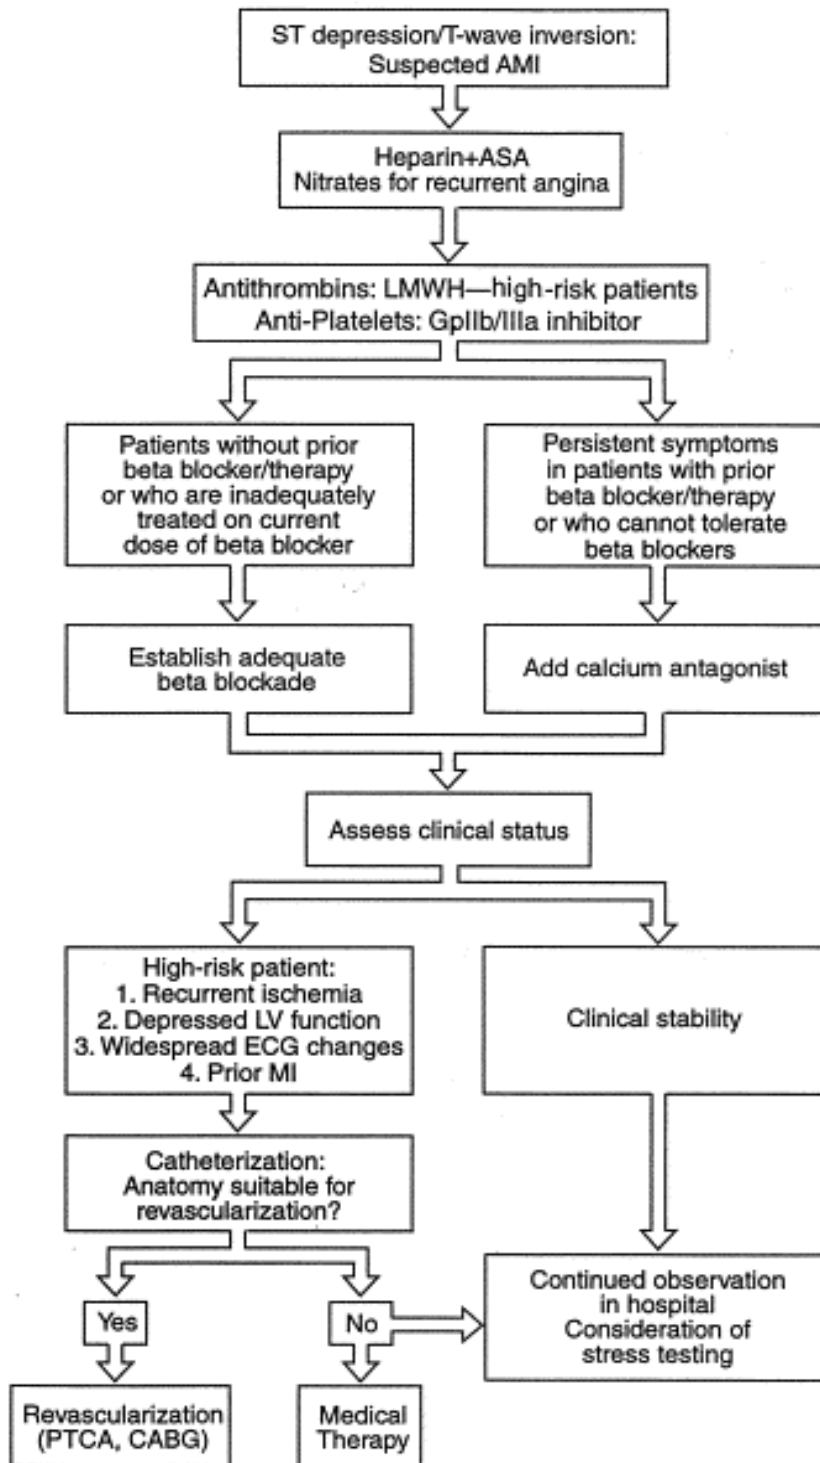 ST depression/T-wave inversion:
Suspected AMI
Heparin+ASA
Nitrates for recurrent angina
Antithrombins: LMWH—high-risk patients
Anti-Platelets: GpIIb/IIIa inhibitor
Patients without prior
beta blocker/therapy
or who are inadequately
treated on current
dose of beta blocker
Persistent symptoms
in patients with prior
beta blocker/therapy
or who cannot tolerate
beta blockers
Establish adequate
beta blockade
Add calcium antagonist
Assess clinical status
High-risk patient:
1. Recurrent ischemia
2. Depressed LV function
3. Widespread ECG changes
4. Prior MI
Clinical stability
Catheterization:
Anatomy suitable for
revascularization?
Yes
No
Continued observation
in hospital
Consideration of
stress testing
Revascularization
(PTCA, CABG)
Medical
Therapy